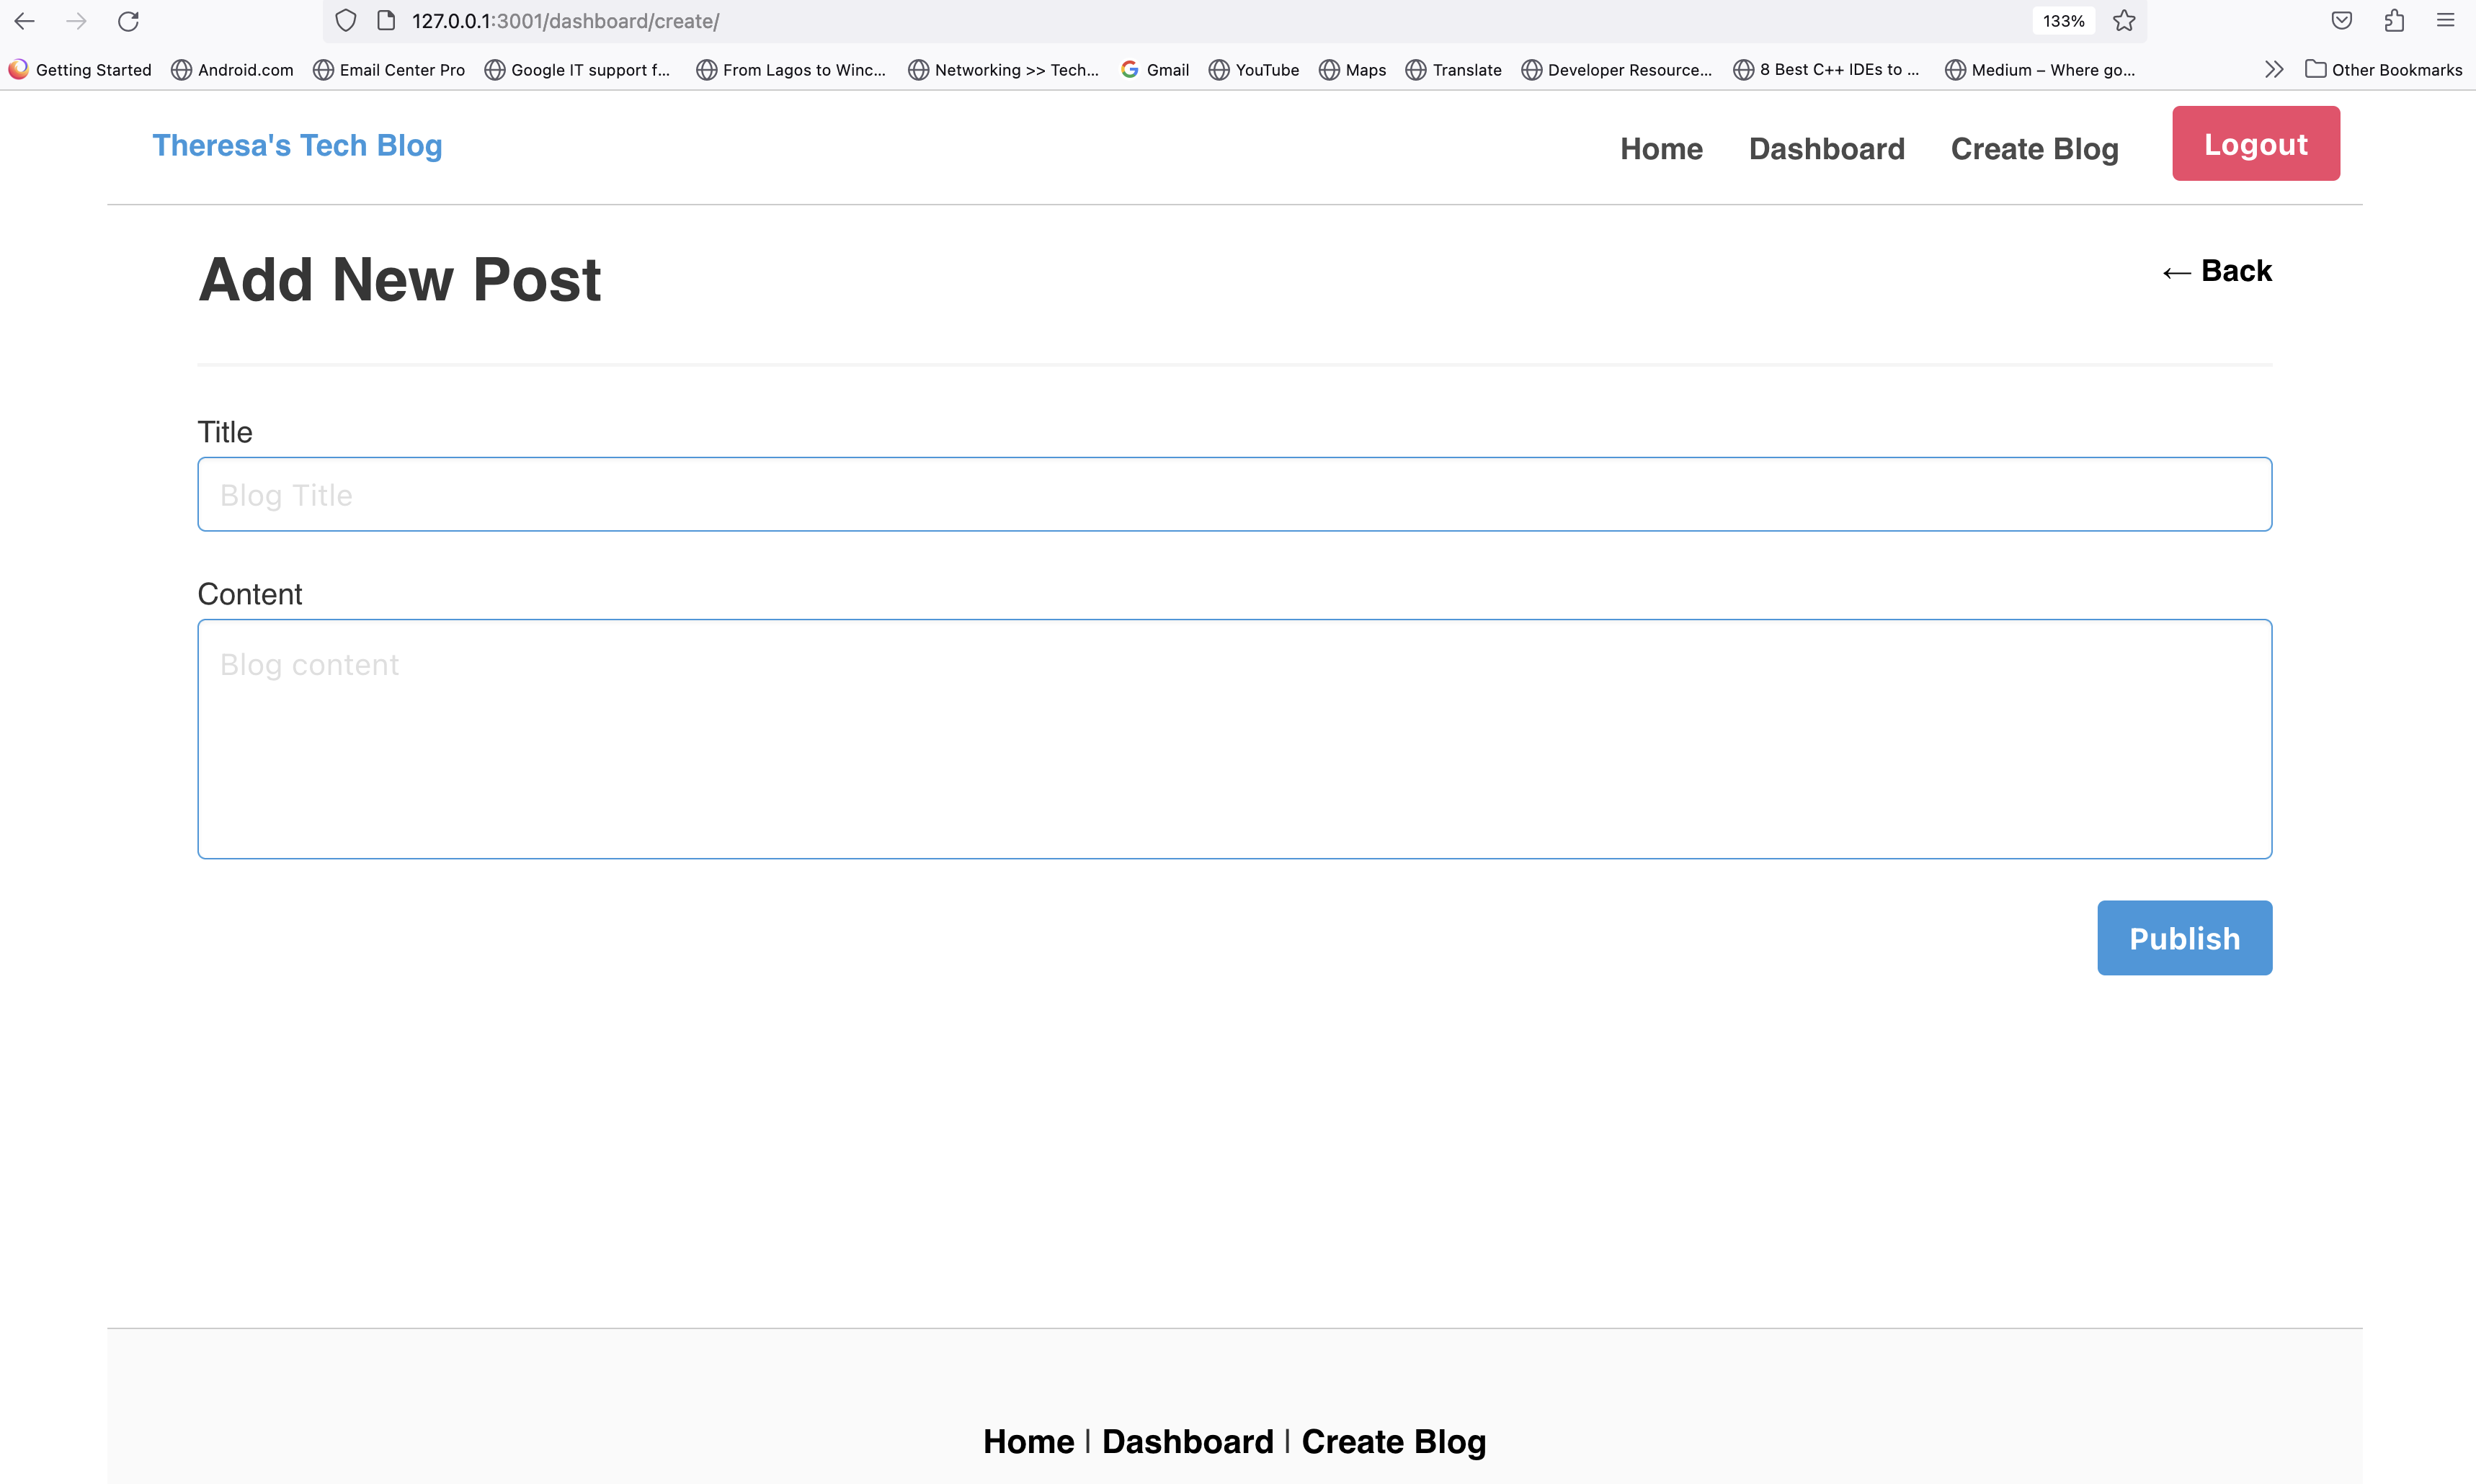 127.0.0.1:3001/dashboard/create/ 133%
Getting Started Android.com Email Center Pro Google IT support f... From Lagos to Winc... Networking >> Tech... Gmail YouTube Maps Translate Developer Resource... 8 Best C++ IDEs to ... Medium – Where go... Other Bookmarks
Theresa's Tech Blog Home Dashboard Create Blog Logout
Add New Post ← Back
Title
Blog Title
Content
Blog content
Publish
Home | Dashboard | Create Blog